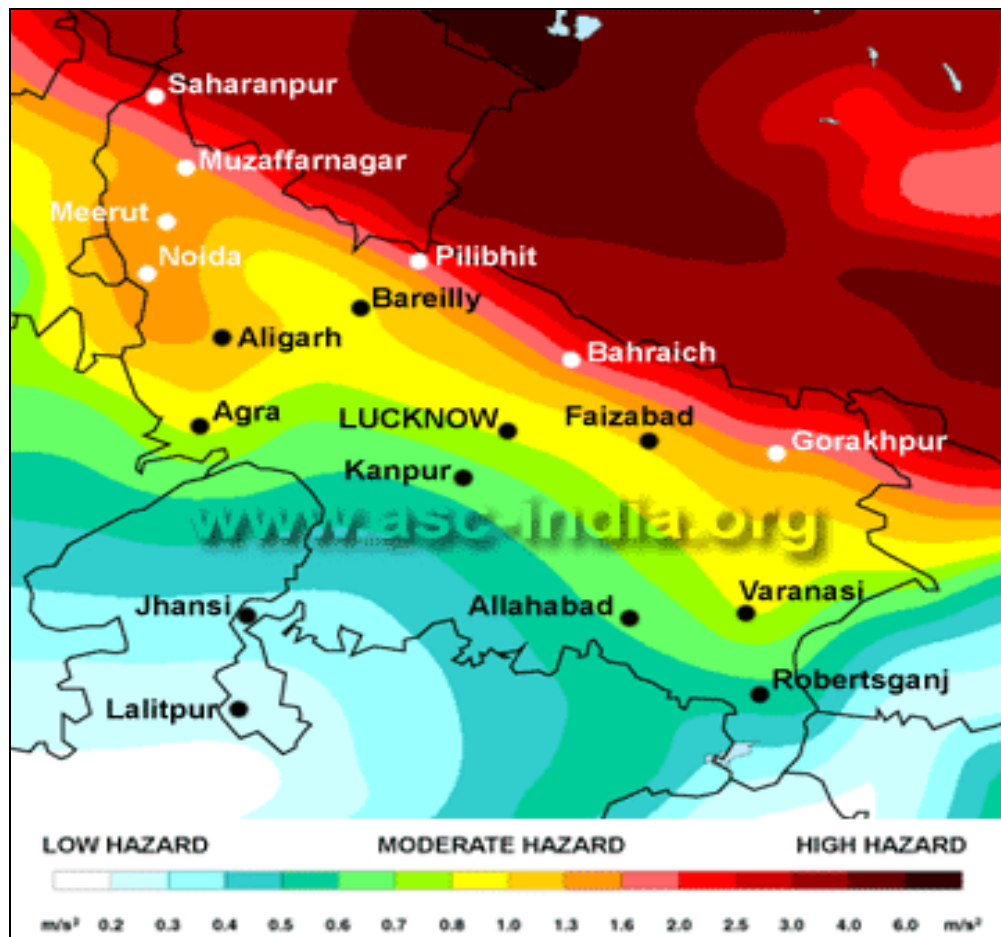 Saharanpur
Muzaffarnagar
Meerut
Noida
Pilibhit
Bareilly
Aligarh
Bahraich
Agra
LUCKNOW
Faizabad
Gorakhpur
Kanpur
www.asc-india.org
Jhansi
Allahabad
Varanasi
Robertsganj
Lalitpur
LOW HAZARD MODERATE HAZARD HIGH HAZARD
m/s² 0.2 0.3 0.4 0.5 0.6 0.7 0.8 1.0 1.3 1.6 2.0 2.5 3.0 4.0 6.0 m/s²